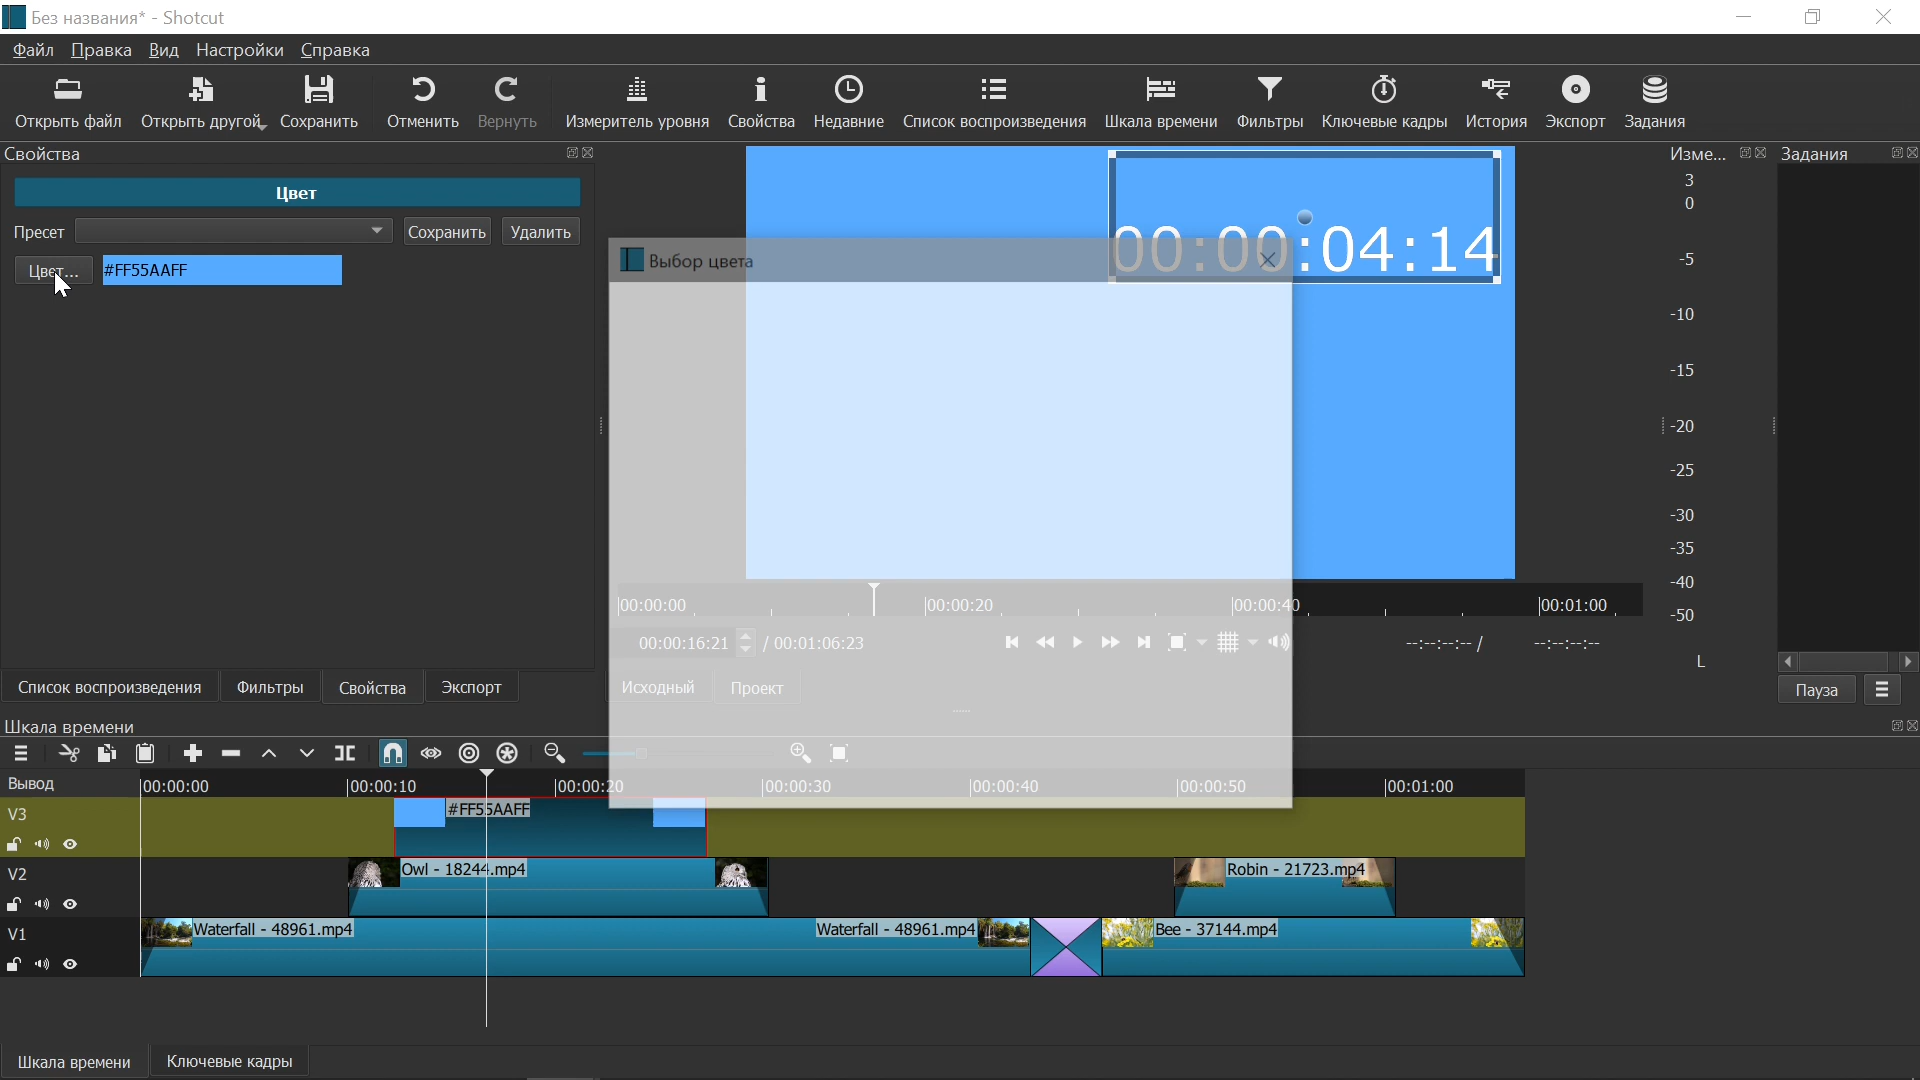 Без названия* - Shotcut
Файл Правка Вид Настройки Справка
Открыть файл Открыть другой Сохранить Отменить Вернуть Измеритель уровня Свойства Недавние Список воспроизведения Шкала времени Фильтры Ключевые кадры История Экспорт Задания
Свойства
Цвет
Пресет Сохранить Удалить
Цвет... #FF55AAFF
00:00:04:14
Выбор цвета
|00:00:00 |00:00:20 |00:00:40 |00:01:00
00:00:16:21 / 00:01:06:23 --:--:--:-- / --:--:--:--
Исходный Проект
Изме...
3
0
-5
-10
-15
-20
-25
-30
-35
-40
-50
L
Задания
Пауза
Список воспроизведения Фильтры Свойства Экспорт
Шкала времени
Вывод |00:00:00 |00:00:10 |00:00:20 |00:00:30 |00:00:40 |00:00:50 |00:01:00
V3 #FF55AAFF
V2 Owl - 18244.mp4 Robin - 21723.mp4
V1 Waterfall - 48961.mp4 Waterfall - 48961.mp4 Bee - 37144.mp4
Шкала времени Ключевые кадры